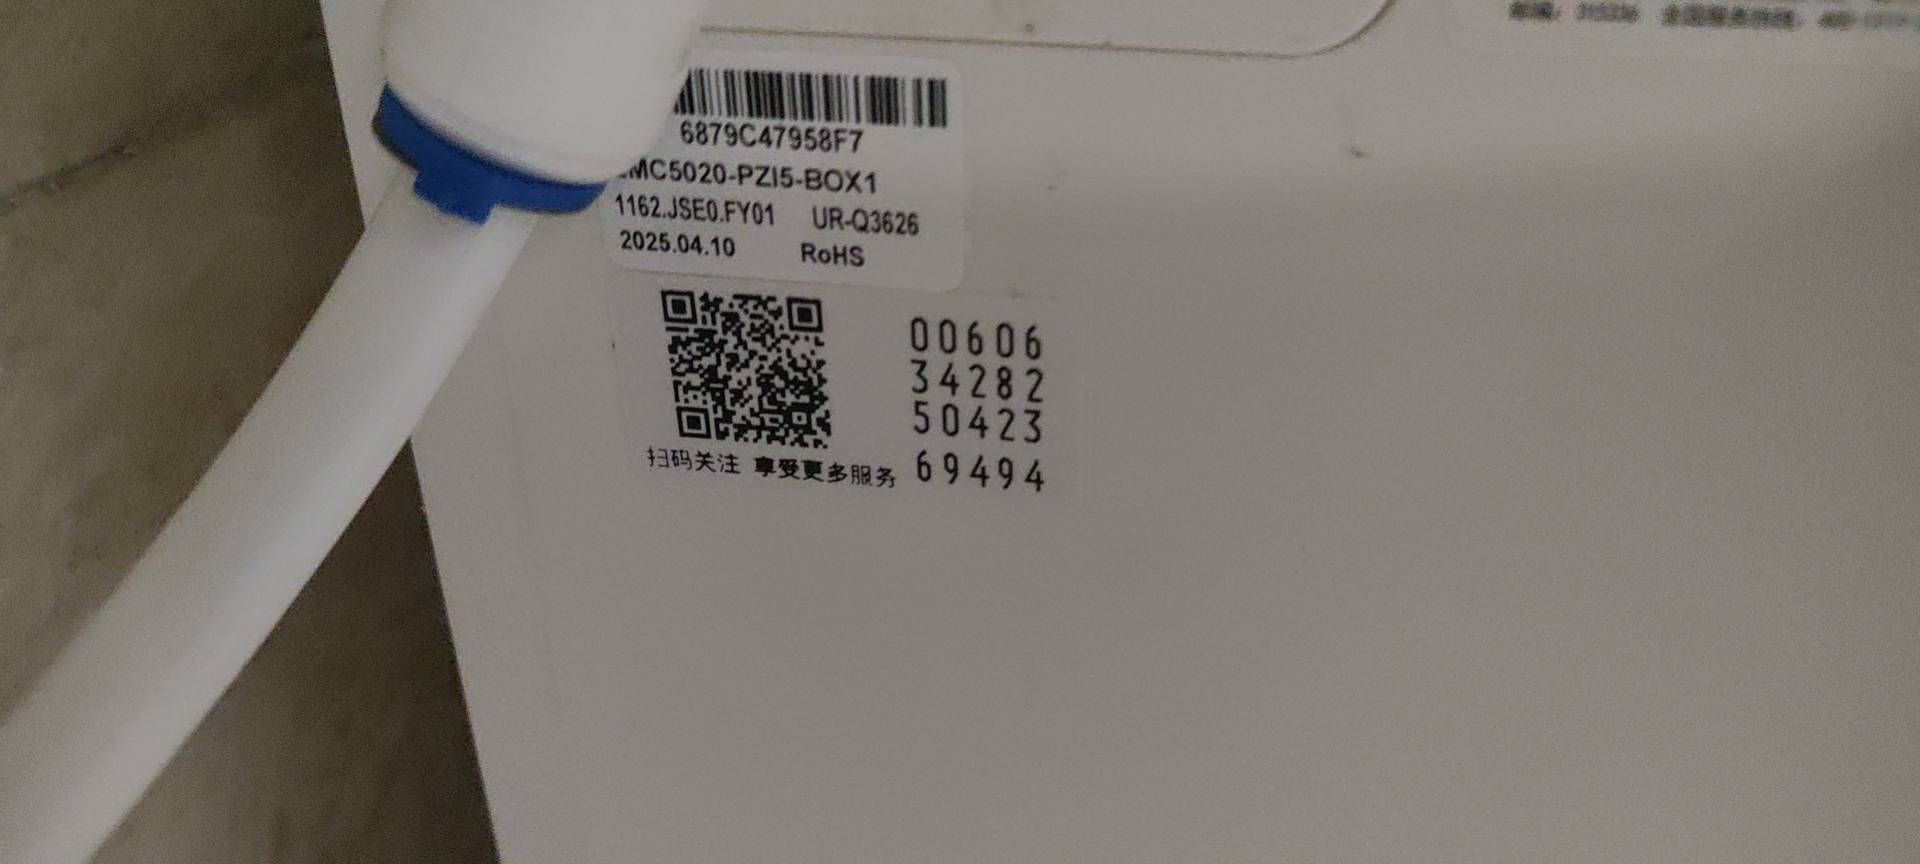 6879C47958F7
MC5020-PZI5-BOX1
1162.JSE0.FY01 UR-Q3626
2025.04.10 RoHS
00606
34282
50423
69494
扫码关注 享受更多服务